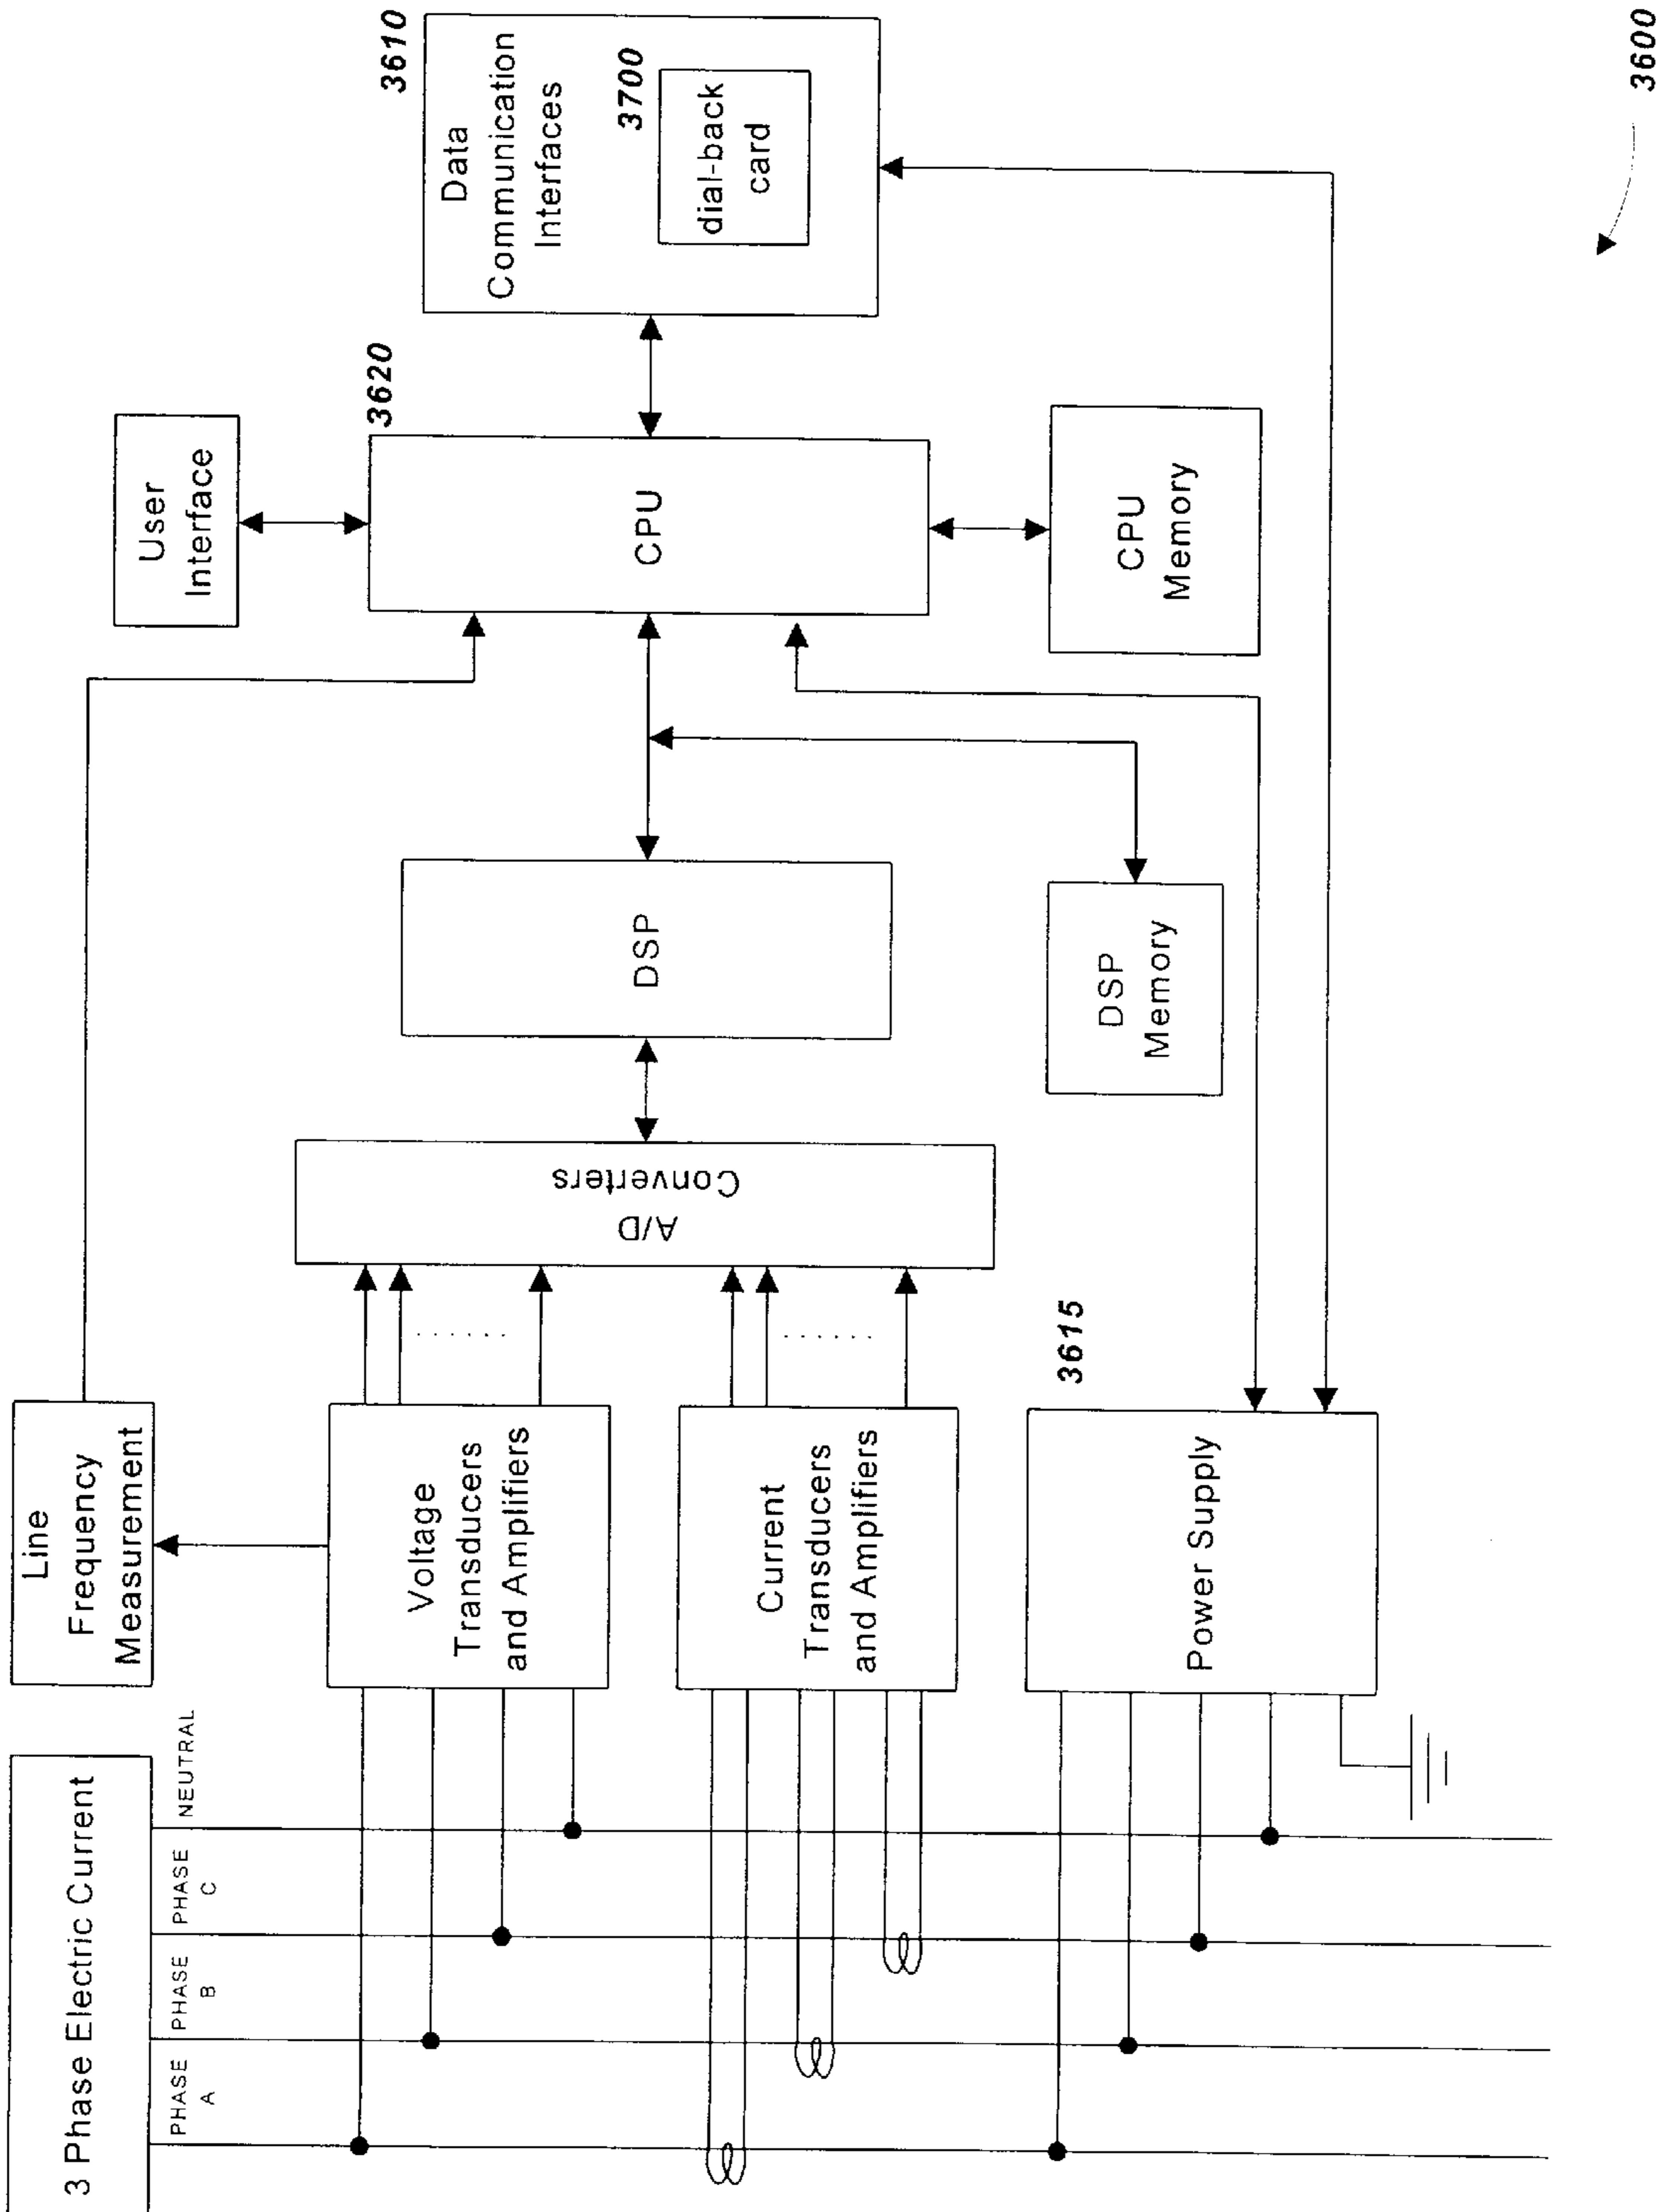 3 Phase Electric Current
PHASE
A
PHASE
B
PHASE
C
NEUTRAL
Line
Frequency
Measurement
Voltage
Transducers
and Amplifiers
Current
Transducers
and Amplifiers
3615
Power Supply
A/D
Converters
DSP
DSP
Memory
User
Interface
3620
CPU
CPU
Memory
3610
Data
Communication
Interfaces
3700
dial-back
card
3600